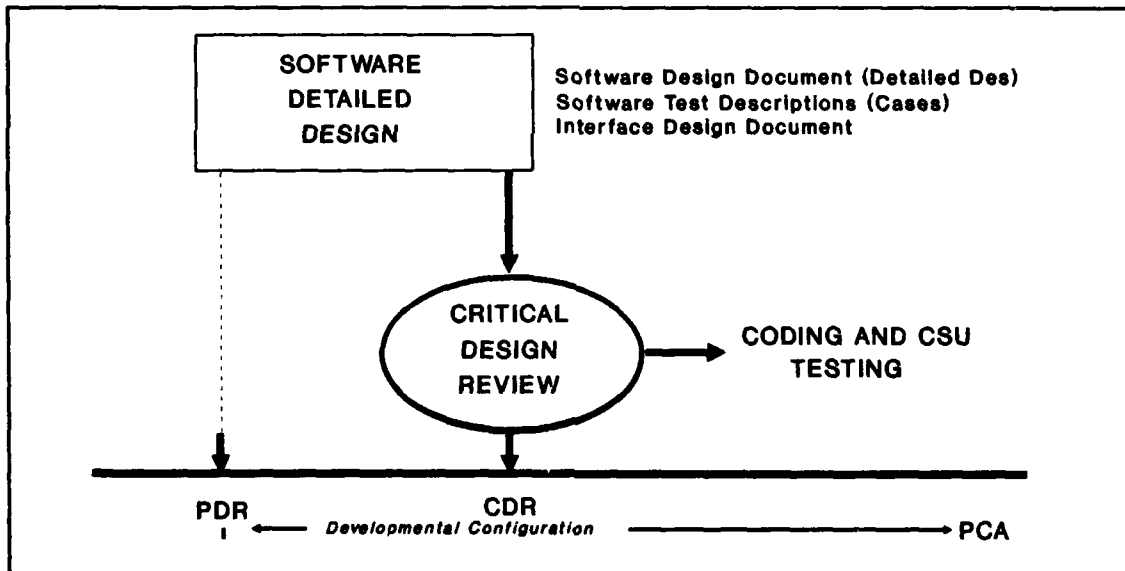 SOFTWARE
DETAILED
DESIGN
Software Design Document (Detailed Des)
Software Test Descriptions (Cases)
Interface Design Document
CRITICAL
DESIGN
REVIEW
CODING AND CSU
TESTING
PDR
CDR
Developmental Configuration
PCA